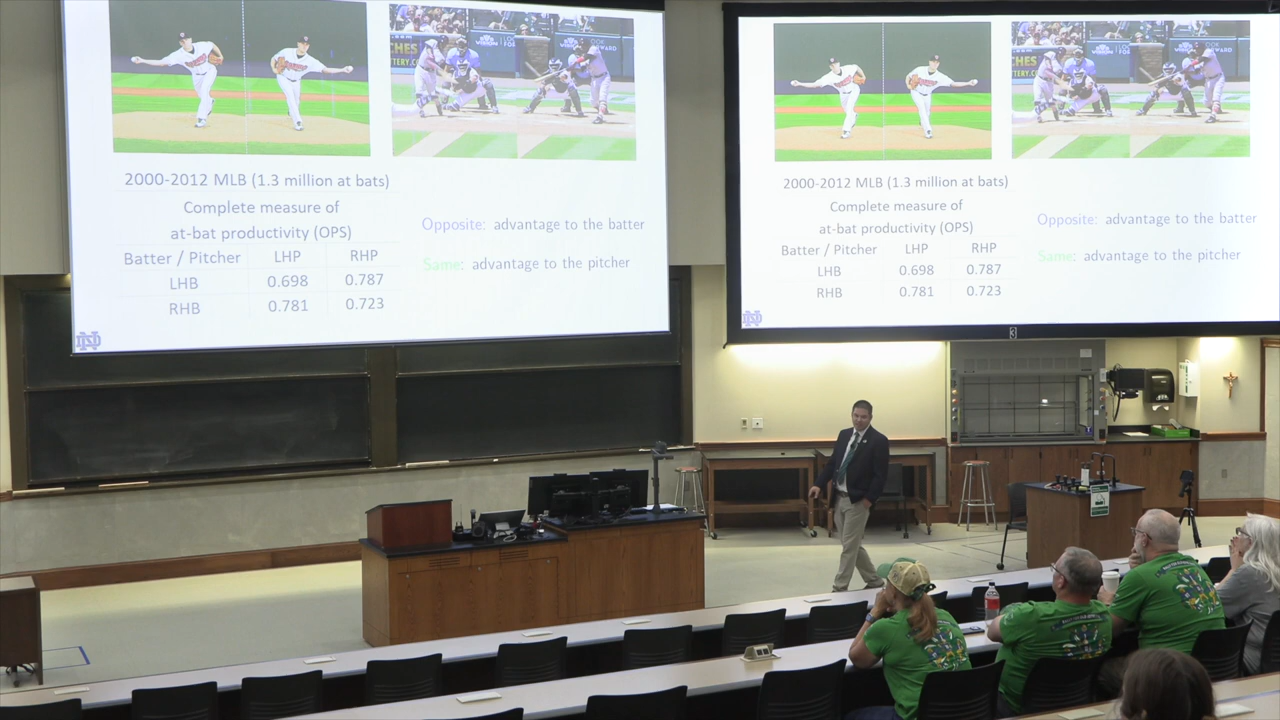 2000-2012 MLB (1.3 million at bats)
Complete measure of
at-bat productivity (OPS)
Batter / Pitcher LHP RHP
LHB 0.698 0.787
RHB 0.781 0.723
Opposite: advantage to the batter
Same: advantage to the pitcher
2000-2012 MLB (1.3 million at bats)
Complete measure of
at-bat productivity (OPS)
Batter / Pitcher LHP RHP
LHB 0.698 0.787
RHB 0.781 0.723
Opposite: advantage to the batter
Same: advantage to the pitcher
3